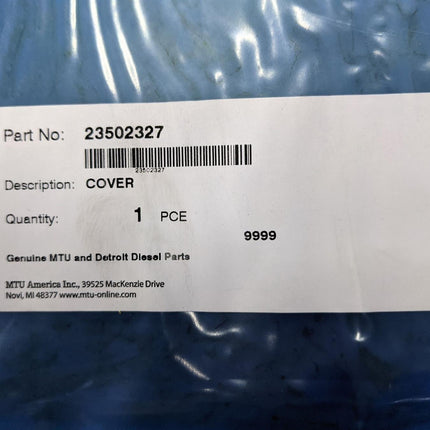 Part No: 23502327
23502327
Description: COVER
Quantity: 1 PCE
9999
Genuine MTU and Detroit Diesel Parts
MTU America Inc., 39525 MacKenzie Drive
Novi, MI 48377 www.mtu-online.com